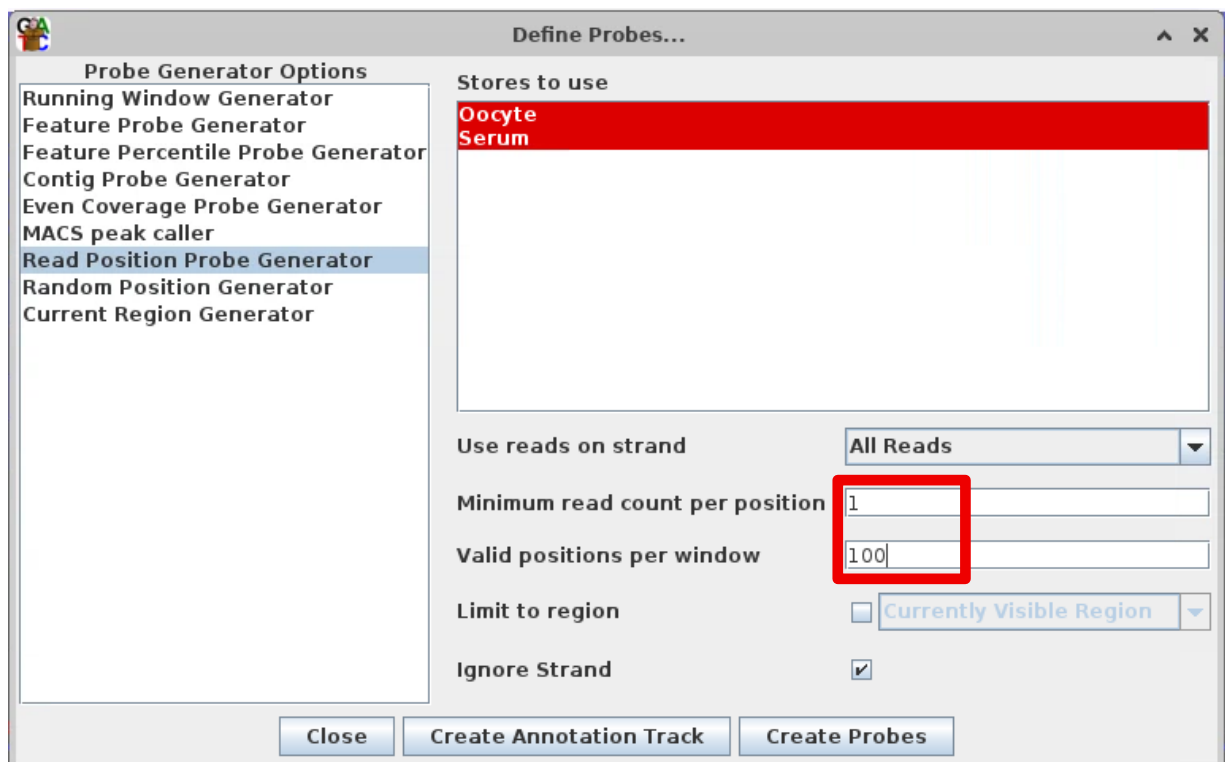 Define Probes...
Probe Generator Options
Running Window Generator
Feature Probe Generator
Feature Percentile Probe Generator
Contig Probe Generator
Even Coverage Probe Generator
MACS peak caller
Read Position Probe Generator
Random Position Generator
Current Region Generator
Stores to use
Oocyte
Serum
Use reads on strand
All Reads
Minimum read count per position
1
Valid positions per window
100
Limit to region
Currently Visible Region
Ignore Strand
Close
Create Annotation Track
Create Probes